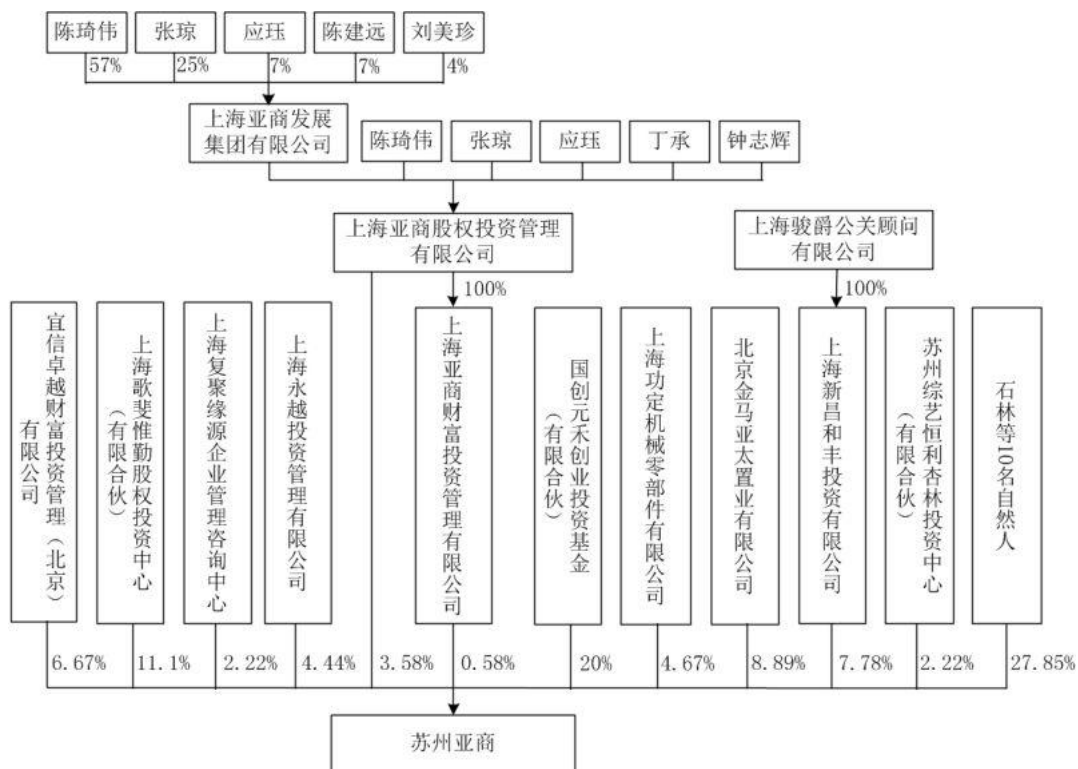 陈琦伟
张琼
应珏
陈建远
刘美珍
57%
25%
7%
7%
4%
上海亚商发展
集团有限公司
陈琦伟
张琼
应珏
丁承
钟志辉
上海亚商股权投资管理
有限公司
上海骏爵公关顾问
有限公司
100%
100%
宜信卓越财富投资管理（北京）
有限公司
上海歌斐惟勤股权投资中心
（有限合伙）
上海复聚缘源企业管理咨询中心
上海永越投资管理有限公司
上海亚商财富投资管理有限公司
国创元禾创业投资基金
（有限合伙）
上海功定机械零部件有限公司
北京金马亚太置业有限公司
上海新昌和丰投资有限公司
苏州综艺恒利杏林投资中心
（有限合伙）
石林等10名自然人
6.67%
11.1%
2.22%
4.44%
3.58%
0.58%
20%
4.67%
8.89%
7.78%
2.22%
27.85%
苏州亚商